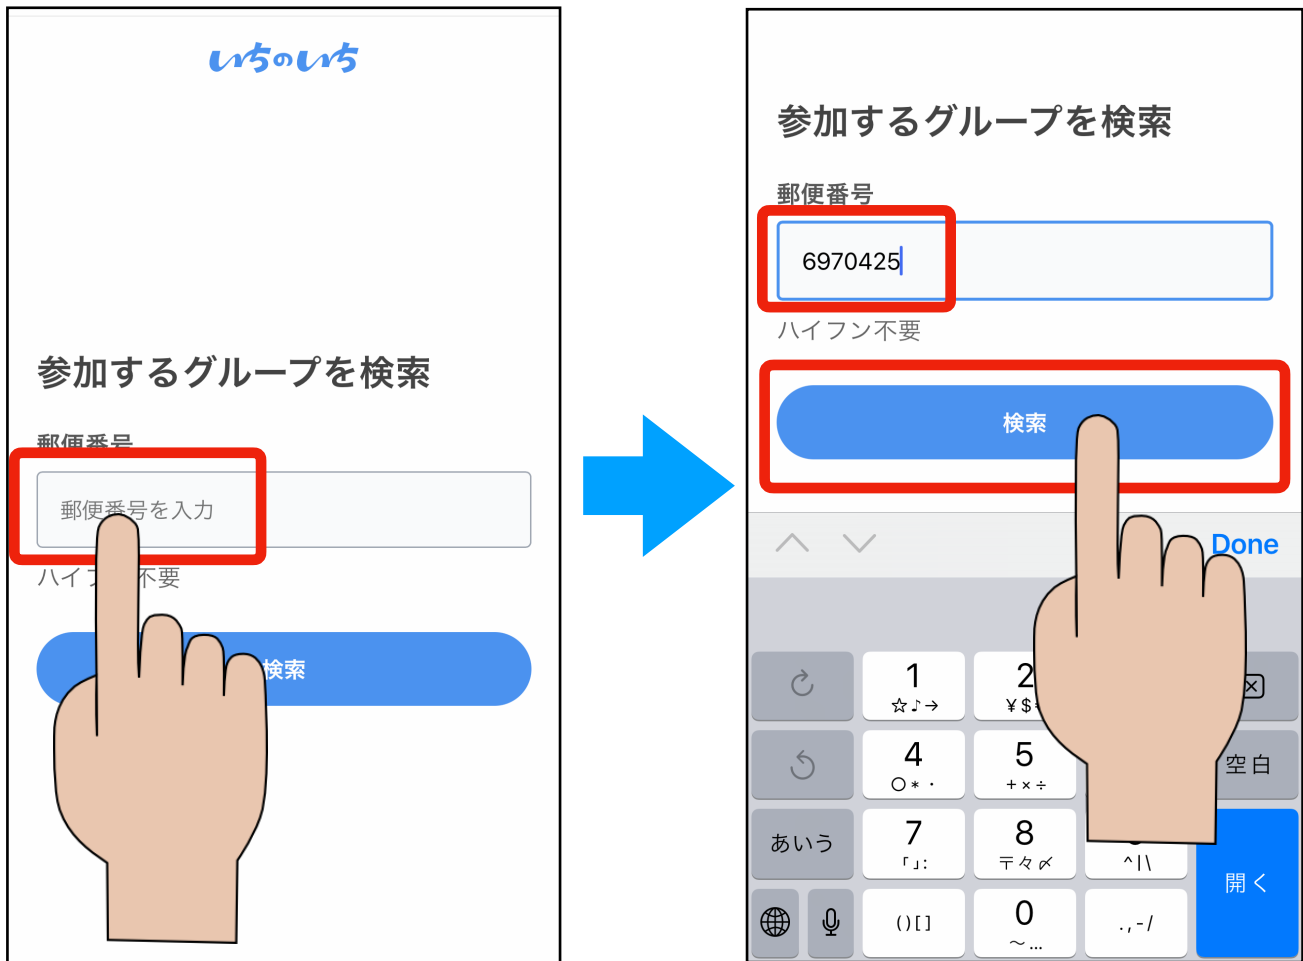 いちのいち
参加するグループを検索
郵便番号
郵便番号を入力
ハイフン不要
検索
参加するグループを検索
郵便番号
6970425
ハイフン不要
検索
Done
1
☆♪→
2
¥$
4
○*・
5
+×÷
空白
あいう
7
「」:
8
〒々〆
^|\
開く
()[]
0
〜…
.,-/